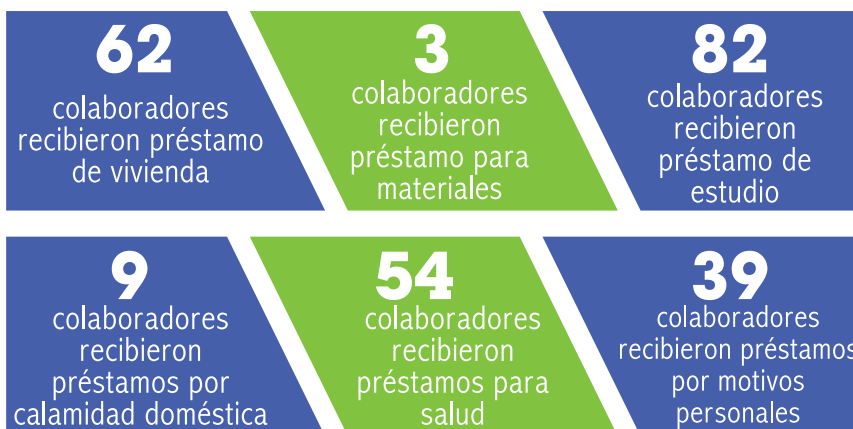 62
colaboradores
recibieron préstamo
de vivienda
3
colaboradores
recibieron
préstamo para
materiales
82
colaboradores
recibieron
préstamo de
estudio
9
colaboradores
recibieron
préstamos por
calamidad doméstica
54
colaboradores
recibieron
préstamos para
salud
39
colaboradores
recibieron préstamos
por motivos
personales